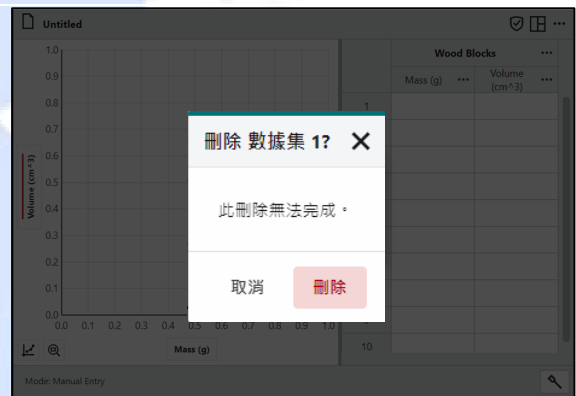 Untitled
1.0
0.9
0.8
0.7
0.6
0.5
0.4
0.3
0.2
0.1
0.0
Volume (cm^3)
0.0 0.1 0.2 0.3 0.4 0.5 0.6 0.7 0.8 0.9 1.0
Mass (g)
Wood Blocks
Mass (g)
Volume
(cm^3)
1
10
刪除 數據集 1?
此刪除無法完成。
取消 刪除
Mode: Manual Entry